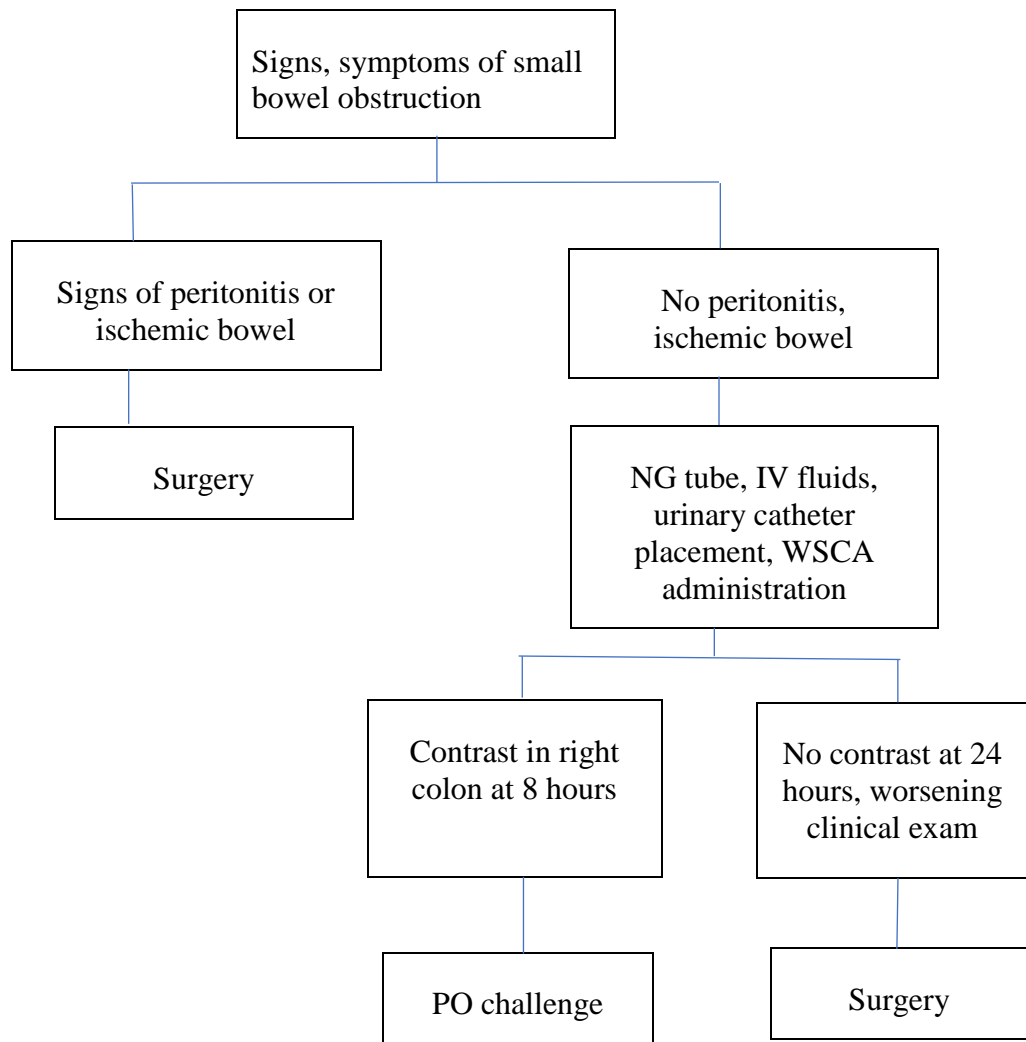 Signs, symptoms of small
bowel obstruction
Signs of peritonitis or
ischemic bowel
No peritonitis,
ischemic bowel
Surgery
NG tube, IV fluids,
urinary catheter
placement, WSCA
administration
Contrast in right
colon at 8 hours
No contrast at 24
hours, worsening
clinical exam
PO challenge
Surgery